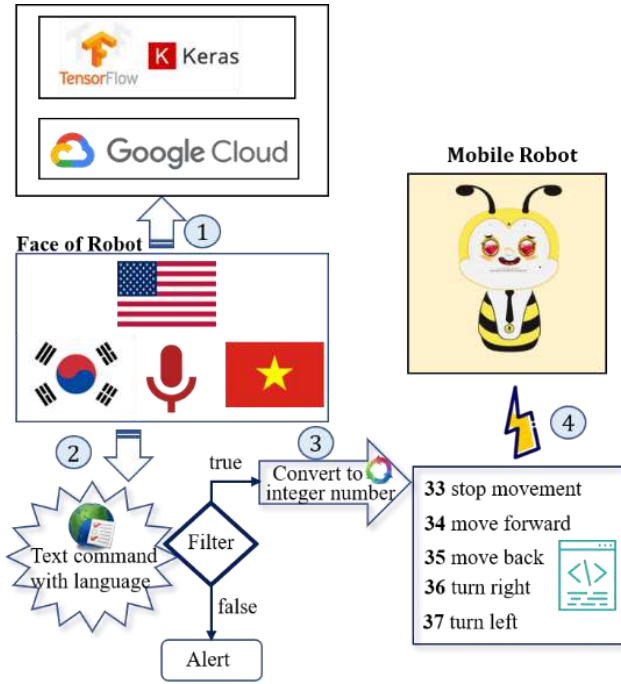 TensorFlow
K Keras
Google Cloud
1
Face of Robot
Mobile Robot
2
3
4
true
Convert to
integer number
Text command
with language
Filter
false
Alert
33 stop movement
34 move forward
35 move back
</>
36 turn right
37 turn left